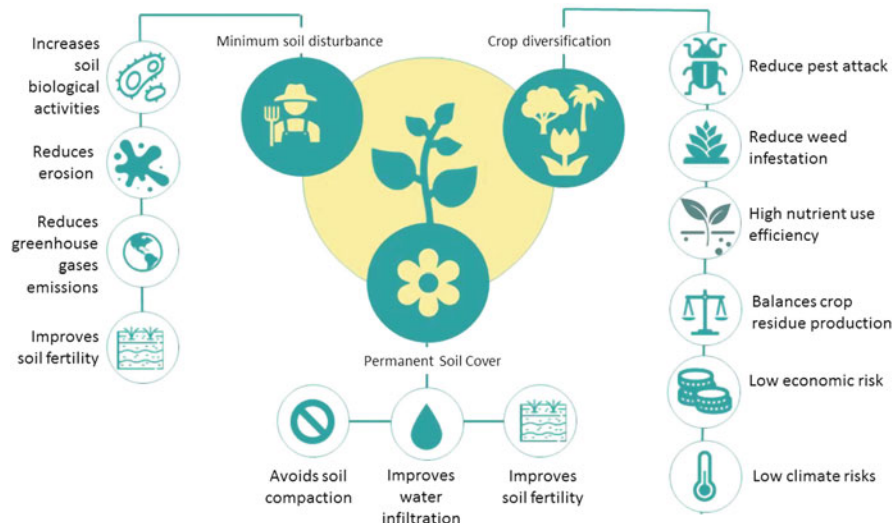 Minimum soil disturbance
Increases
soil
biological
activities
Reduces
erosion
Reduces
greenhouse
gases
emissions
Improves
soil fertility
Crop diversification
Reduce pest attack
Reduce weed
infestation
High nutrient use
efficiency
Balances crop
residue production
Low economic risk
Low climate risks
Permanent Soil Cover
Avoids soil
compaction
Improves
water
infiltration
Improves
soil fertility